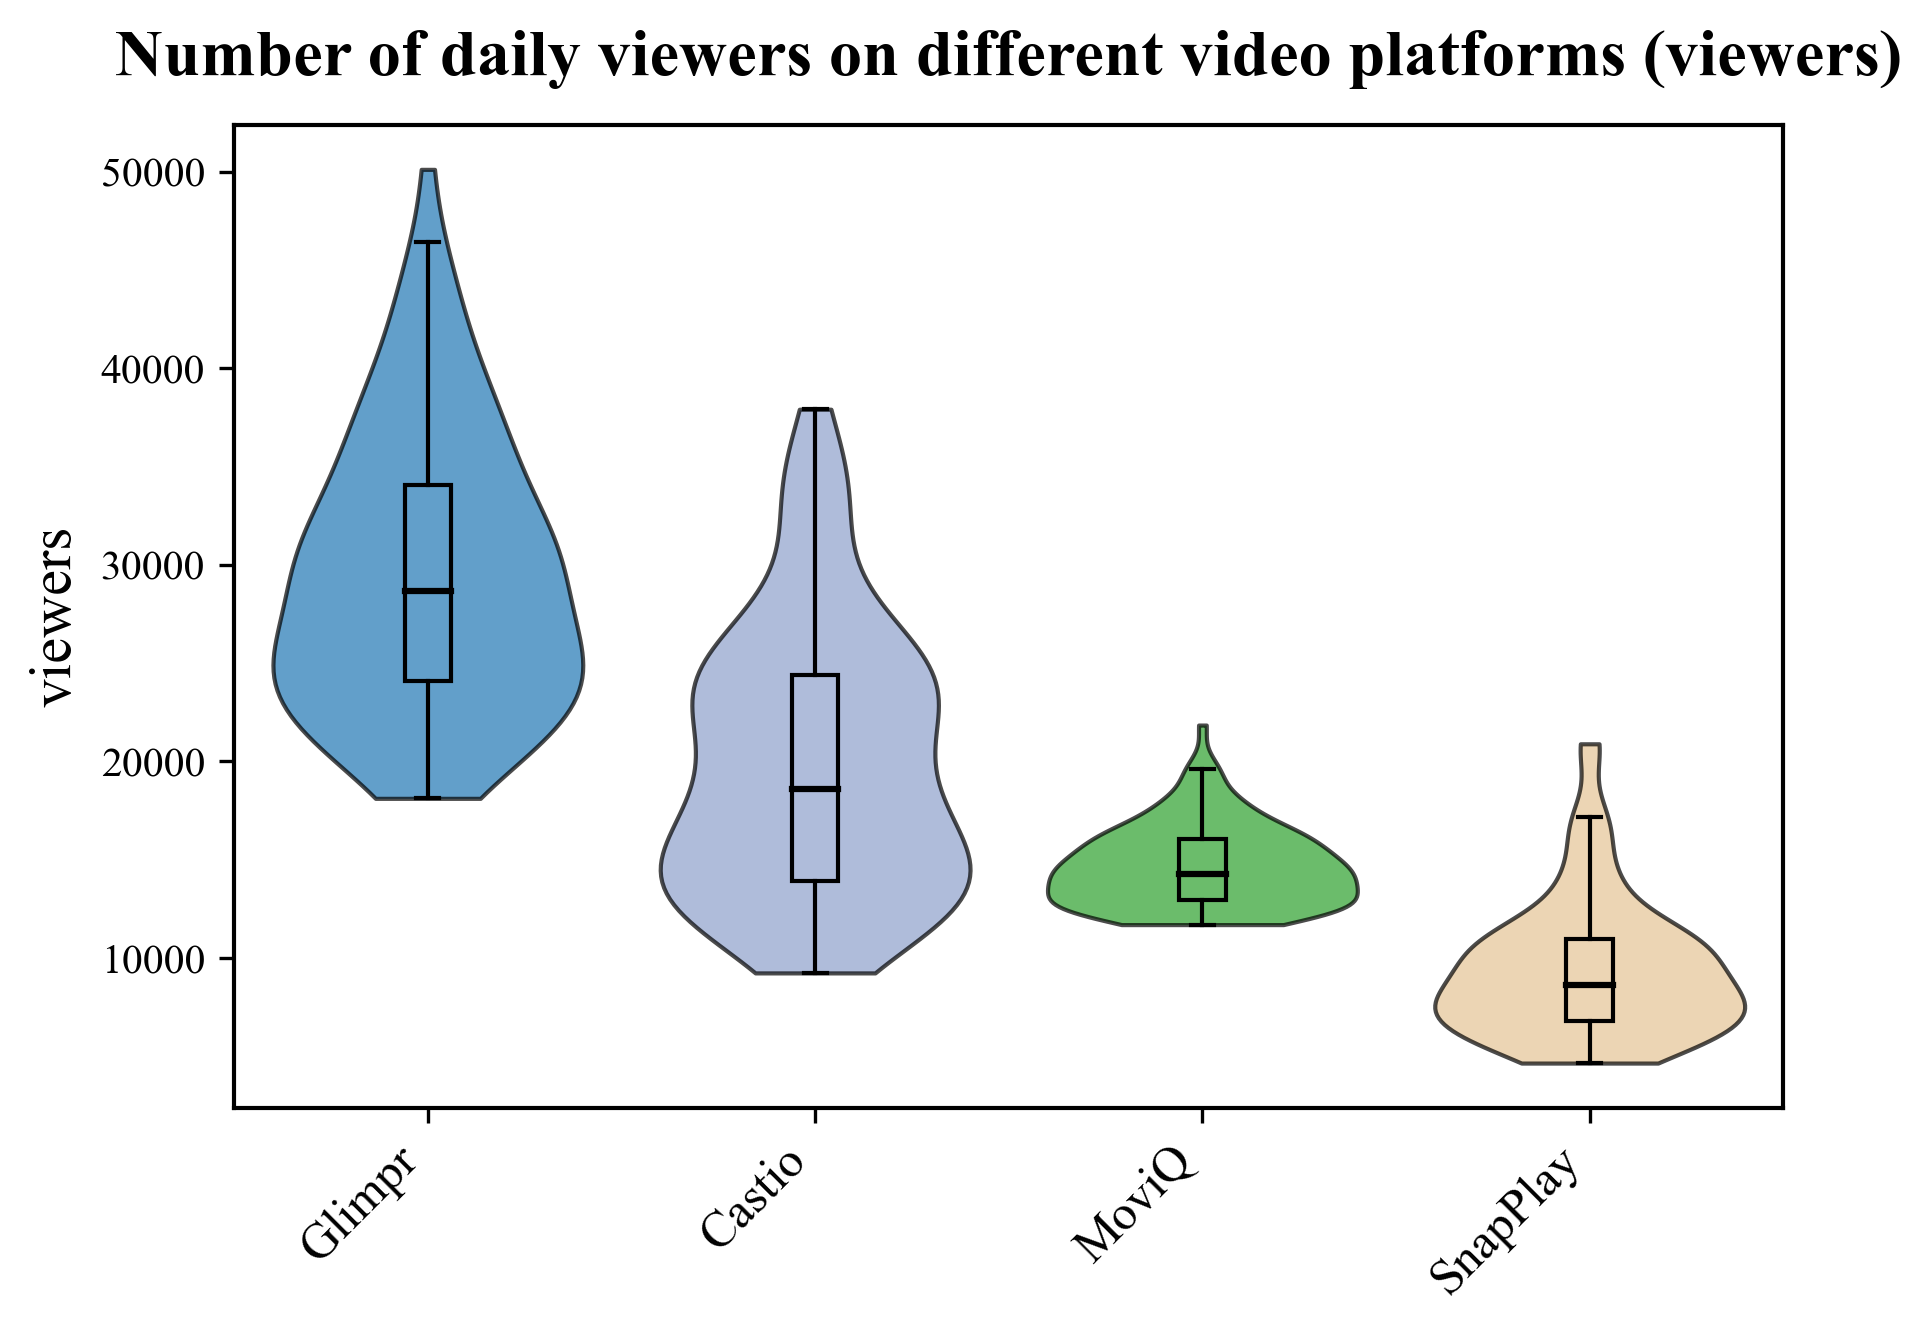 Number of daily viewers on different video platforms (viewers)
viewers
50000
40000
30000
20000
10000
Glimpr
Castio
MoviQ
SnapPlay